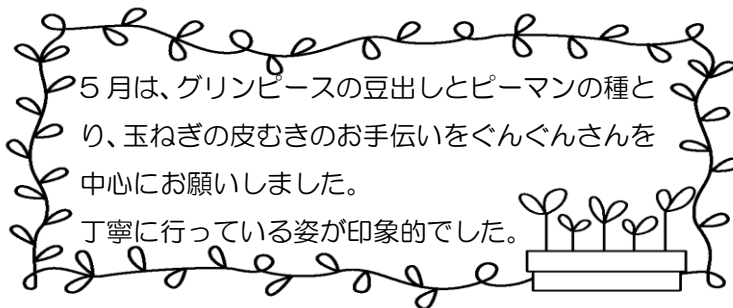 5月は、グリンピースの豆出しとピーマンの種と
り、玉ねぎの皮むきのお手伝いをぐんぐんさんを
中心にお願いしました。
丁寧に行っている姿が印象的でした。